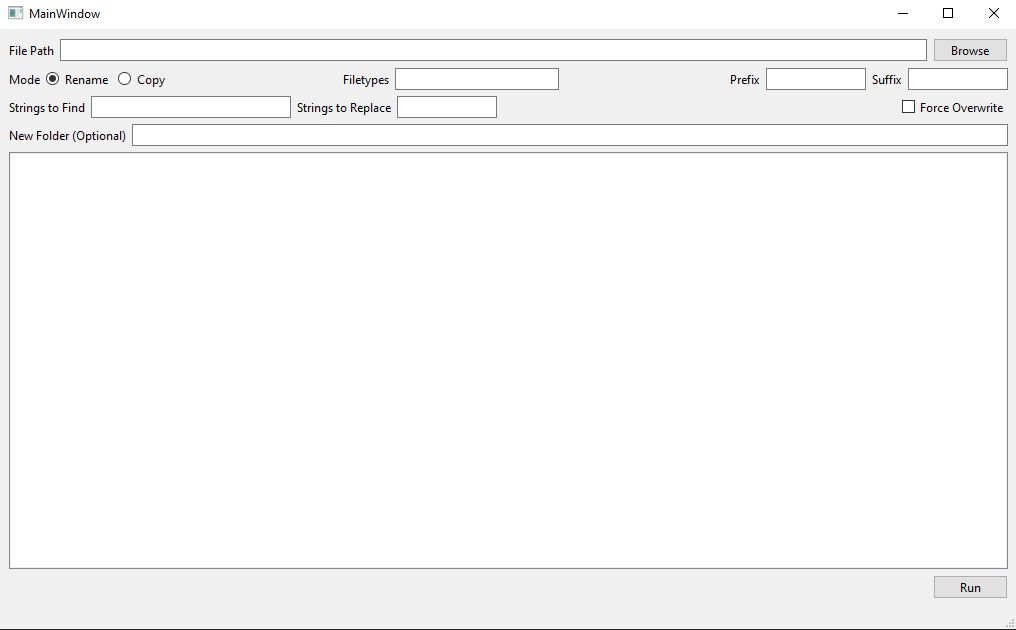 MainWindow
File Path Browse
Mode Rename Copy Filetypes Prefix Suffix
Strings to Find Strings to Replace Force Overwrite
New Folder (Optional)
Run